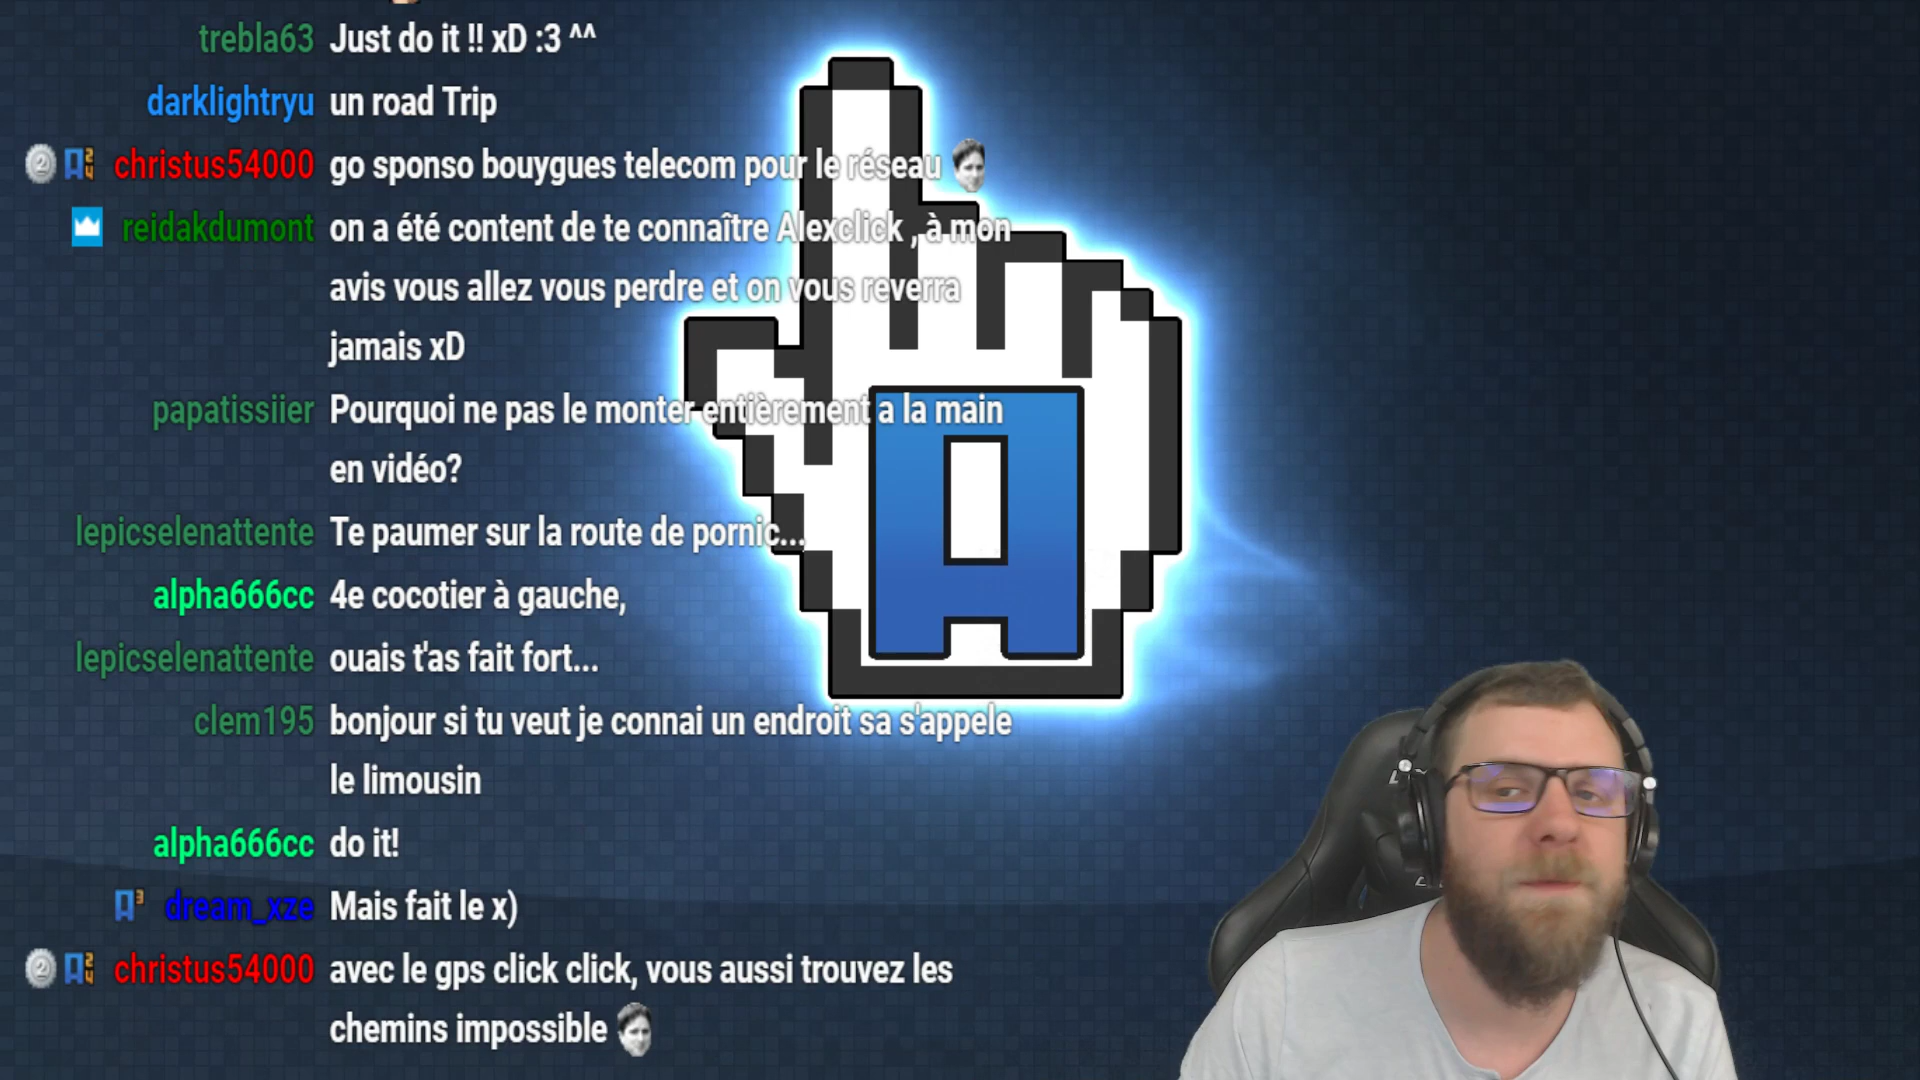 trebla63 Just do it !! xD :3 ^^
darklightryu un road Trip
christus54000 go sponso bouygues telecom pour le réseau
reidakdumont on a été content de te connaître Alexclick , à mon
avis vous allez vous perdre et on vous reverra
jamais xD
papatissiier Pourquoi ne pas le monter entièrement a la main
en vidéo?
lepicselenattente Te paumer sur la route de pornic...
alpha666cc 4e cocotier à gauche,
lepicselenattente ouais t'as fait fort...
clem195 bonjour si tu veut je connai un endroit sa s'appele
le limousin
alpha666cc do it!
dream_xze Mais fait le x)
christus54000 avec le gps click click, vous aussi trouvez les
chemins impossible
A